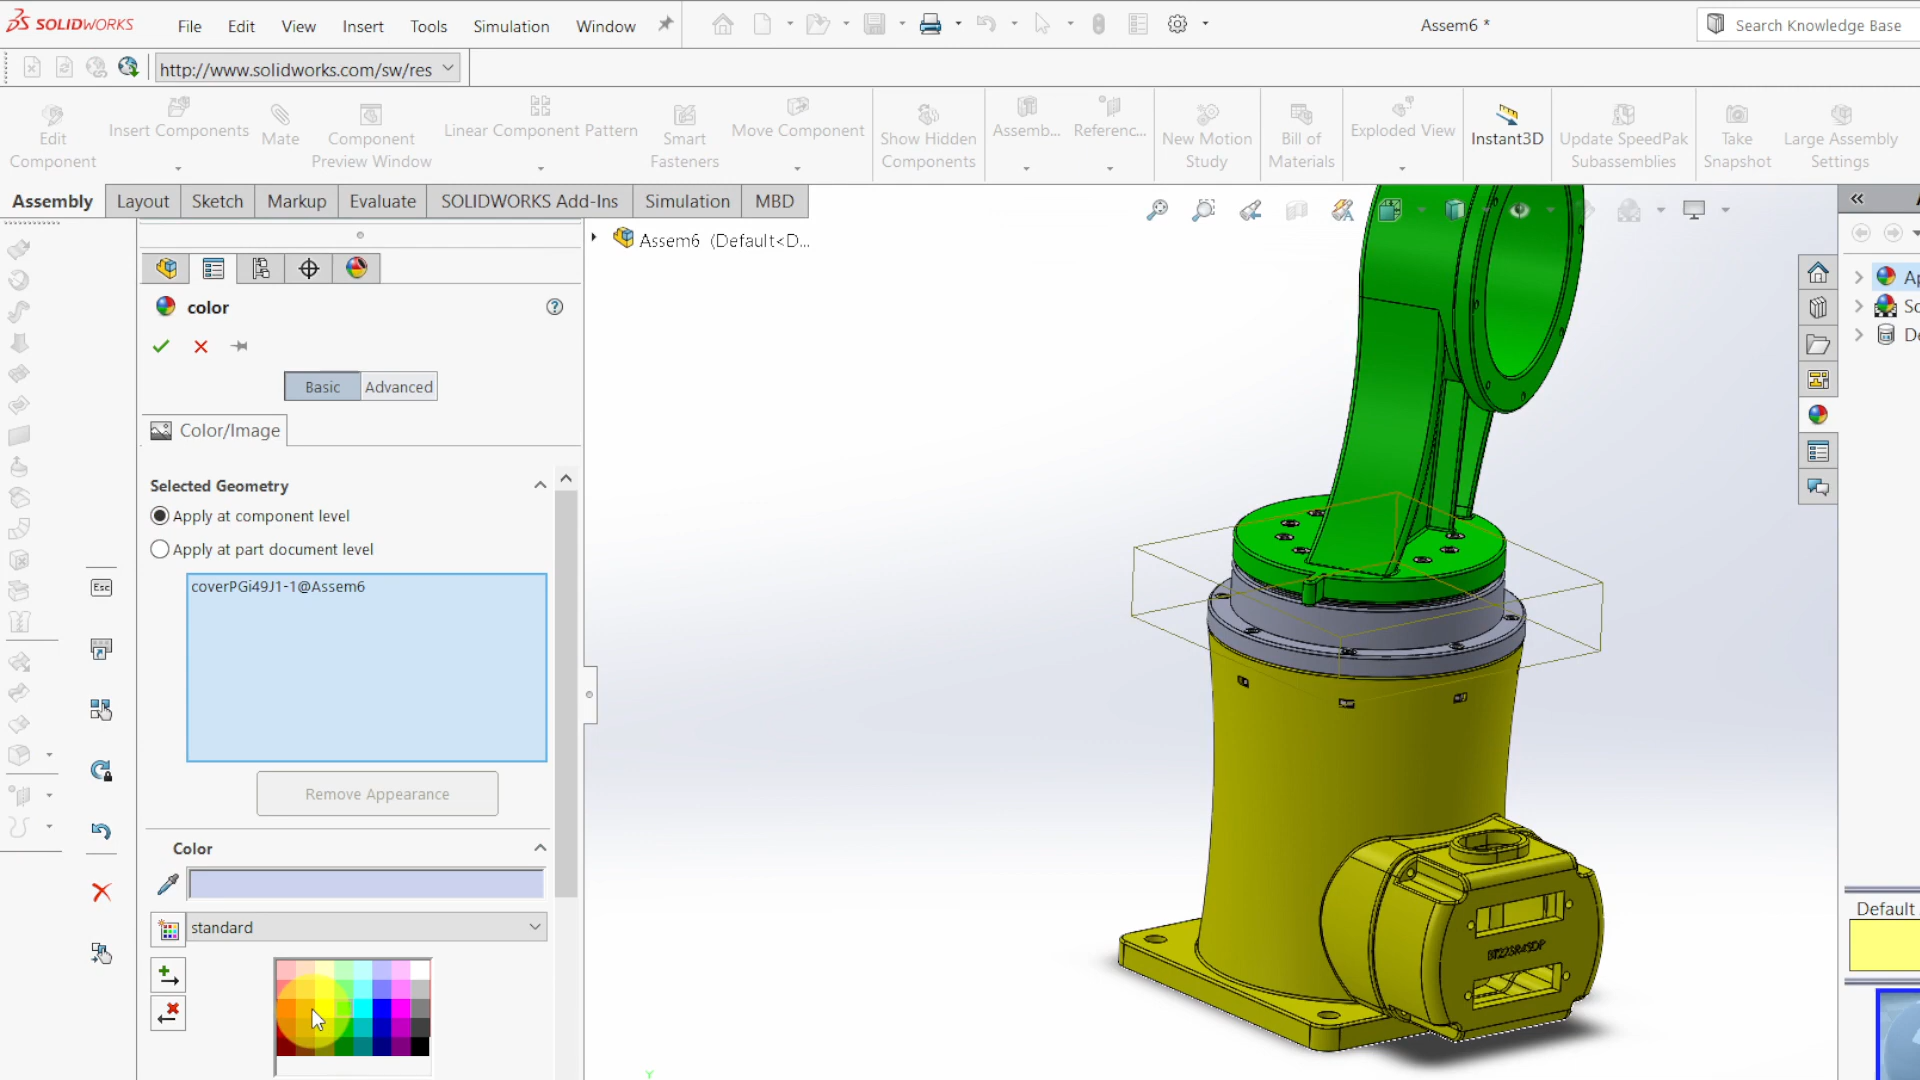 SOLIDWORKS File Edit View Insert Tools Simulation Window Assem6 * Search Knowledge Base
http://www.solidworks.com/sw/res
Edit Component
Insert Components
Mate
Component Preview Window
Linear Component Pattern
Smart Fasteners
Move Component
Show Hidden Components
Assemb...
Referenc...
New Motion Study
Bill of Materials
Exploded View
Instant3D
Update SpeedPak Subassemblies
Take Snapshot
Large Assembly Settings
Assembly Layout Sketch Markup Evaluate SOLIDWORKS Add-Ins Simulation MBD
Assem6 (Default<D...
color
Basic Advanced
Color/Image
Selected Geometry
Apply at component level
Apply at part document level
coverPGi49J1-1@Assem6
Esc
Remove Appearance
Color
standard
Default
Y